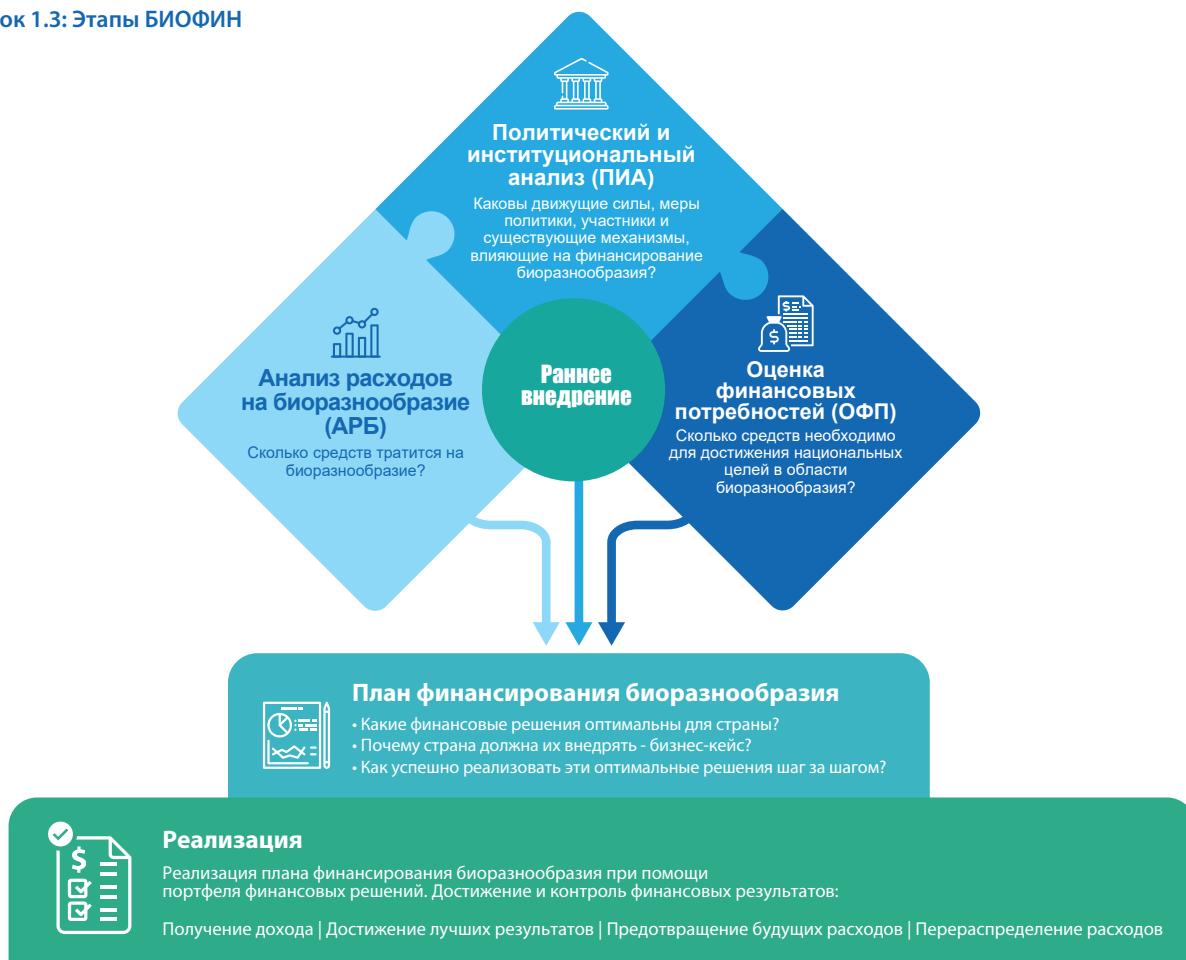 ок 1.3: Этапы БИОФИН
Политический и
институциональный
анализ (ПИА)
Каковы движущие силы, меры
политики, участники и
существующие механизмы,
влияющие на финансирование
биоразнообразия?
Анализ расходов
на биоразнообразие
(АРБ)
Сколько средств тратится на
биоразнообразие?
Раннее
внедрение
Оценка
финансовых
потребностей (ОФП)
Сколько средств необходимо
для достижения национальных
целей в области
биоразнообразия?
План финансирования биоразнообразия
• Какие финансовые решения оптимальны для страны?
• Почему страна должна их внедрять - бизнес-кейс?
• Как успешно реализовать эти оптимальные решения шаг за шагом?
Реализация
Реализация плана финансирования биоразнообразия при помощи
портфеля финансовых решений. Достижение и контроль финансовых результатов:
Получение дохода | Достижение лучших результатов | Предотвращение будущих расходов | Перераспределение расходов